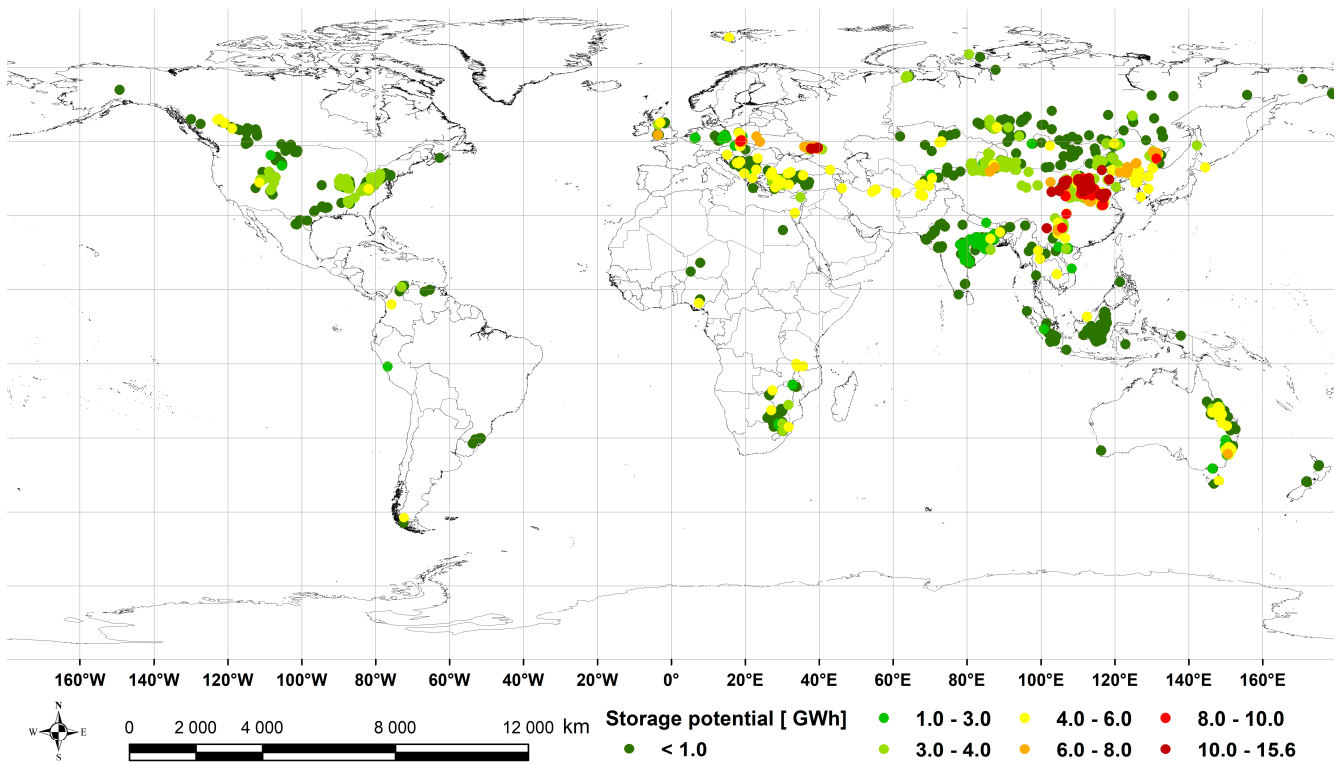 160°W 140°W 120°W 100°W 80°W 60°W 40°W 20°W 0° 20°E 40°E 60°E 80°E 100°E 120°E 140°E 160°E
N
W E
S
0 2 000 4 000 8 000 12 000 km
Storage potential [ GWh]
< 1.0
1.0 - 3.0
3.0 - 4.0
4.0 - 6.0
6.0 - 8.0
8.0 - 10.0
10.0 - 15.6